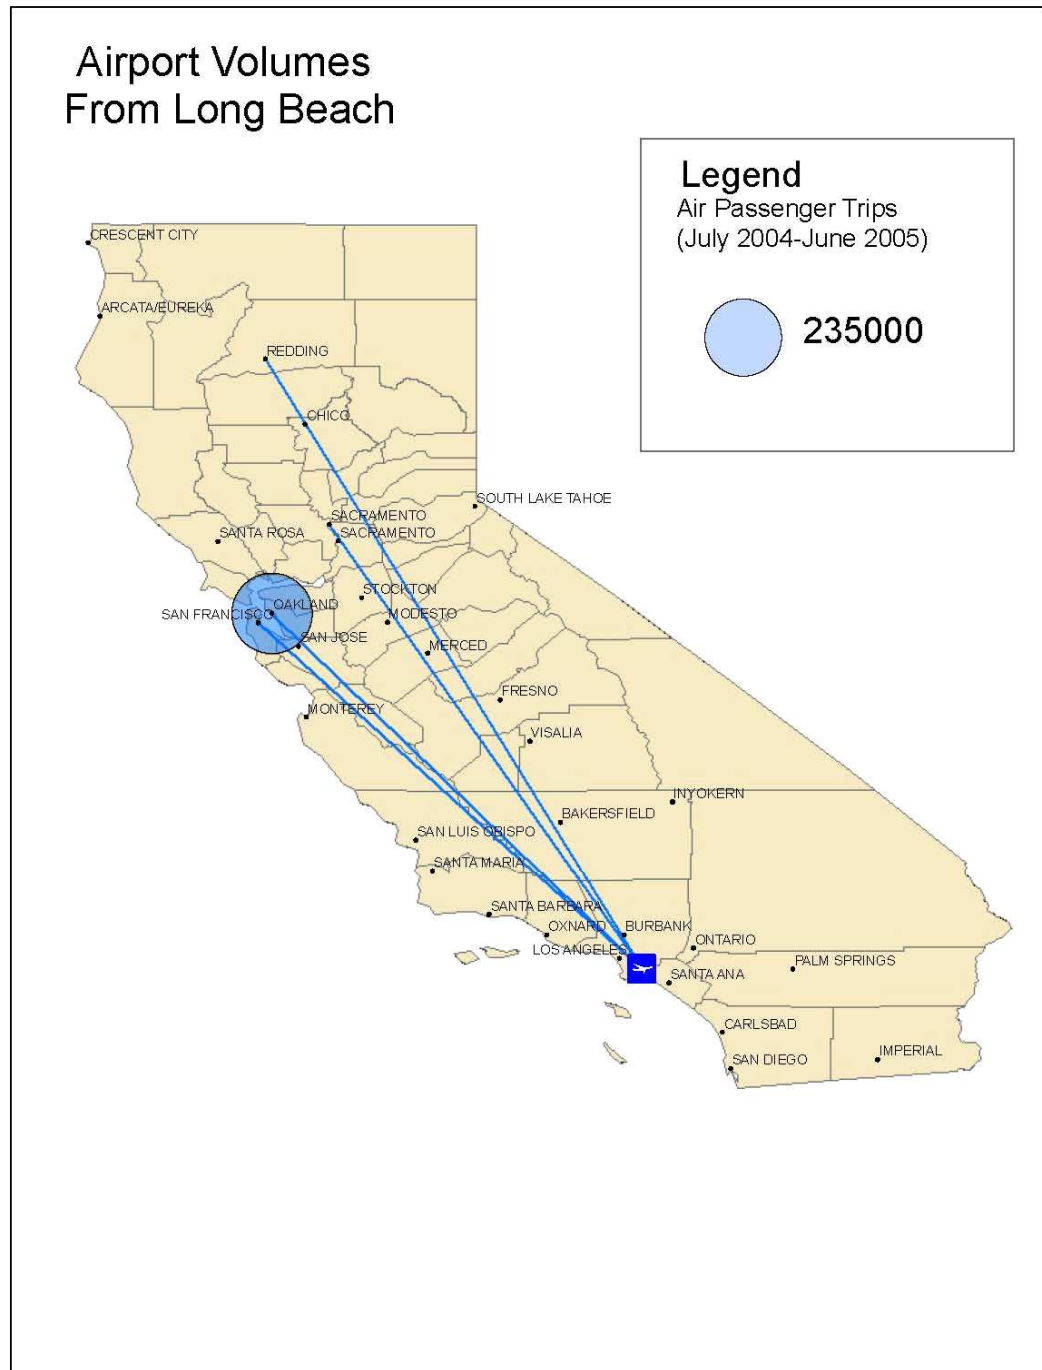 Airport Volumes
From Long Beach
Legend
Air Passenger Trips
(July 2004-June 2005)
235000
CRESCENT CITY
ARCATA/EUREKA
REDDING
CHICO
SOUTH LAKE TAHOE
SACRAMENTO
SANTA ROSA
SACRAMENTO
STOCKTON
OAKLAND
SAN FRANCISCO
MODESTO
SAN JOSE
MERCED
FRESNO
MONTEREY
VISALIA
INYOKERN
BAKERSFIELD
SAN LUIS OBISPO
SANTA MARIA
SANTA BARBARA
OXNARD
BURBANK
LOS ANGELES
ONTARIO
PALM SPRINGS
SANTA ANA
CARLSBAD
SAN DIEGO
IMPERIAL